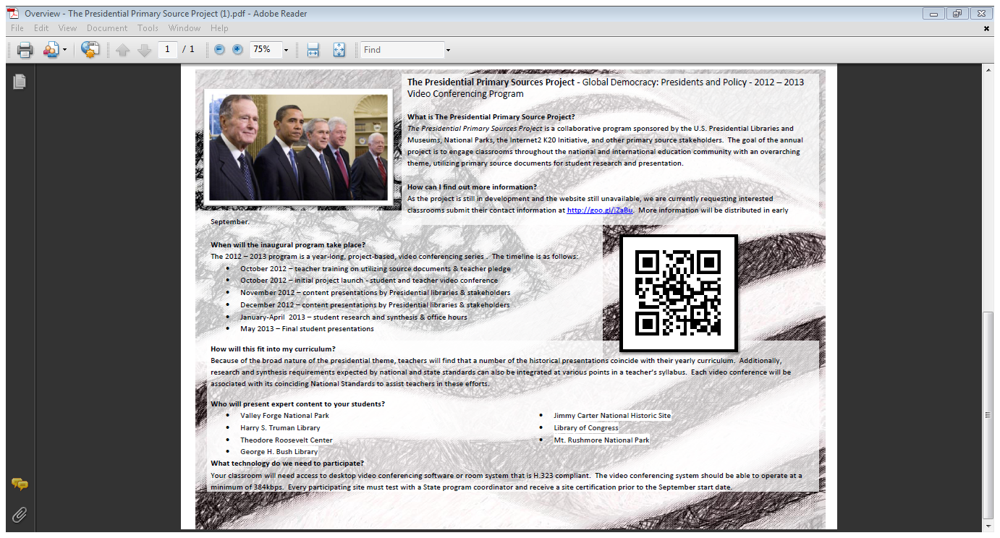 Overview - The Presidential Primary Source Project (1).pdf - Adobe Reader
File Edit View Document Tools Window Help
1 / 1 75% Find
The Presidential Primary Sources Project - Global Democracy: Presidents and Policy - 2012 – 2013
Video Conferencing Program
What is The Presidential Primary Source Project?
The Presidential Primary Sources Project is a collaborative program sponsored by the U.S. Presidential Libraries and
Museums, National Parks, the Internet2 K20 Initiative, and other primary source stakeholders. The goal of the annual
project is to engage classrooms throughout the national and international education community with an overarching
theme, utilizing primary source documents for student research and presentation.
How can I find out more information?
As the project is still in development and the website still unavailable, we are currently requesting interested
classrooms submit their contact information at http://goo.gl/jZaBu. More information will be distributed in early
September.
When will the inaugural program take place?
The 2012 – 2013 program is a year-long, project-based, video conferencing series . The timeline is as follows:
• October 2012 – teacher training on utilizing source documents & teacher pledge
• October 2012 – initial project launch - student and teacher video conference
• November 2012 – content presentations by Presidential libraries & stakeholders
• December 2012 – content presentations by Presidential libraries & stakeholders
• January-April 2013 – student research and synthesis & office hours
• May 2013 – Final student presentations
How will this fit into my curriculum?
Because of the broad nature of the presidential theme, teachers will find that a number of the historical presentations coincide with their yearly curriculum. Additionally,
research and synthesis requirements expected by national and state standards can also be integrated at various points in a teacher's syllabus. Each video conference will be
associated with its coinciding National Standards to assist teachers in these efforts.
Who will present expert content to your students?
• Valley Forge National Park
• Harry S. Truman Library
• Theodore Roosevelt Center
• George H. Bush Library
• Jimmy Carter National Historic Site
• Library of Congress
• Mt. Rushmore National Park
What technology do we need to participate?
Your classroom will need access to desktop video conferencing software or room system that is H.323 compliant. The video conferencing system should be able to operate at a
minimum of 384kbps. Every participating site must test with a State program coordinator and receive a site certification prior to the September start date.